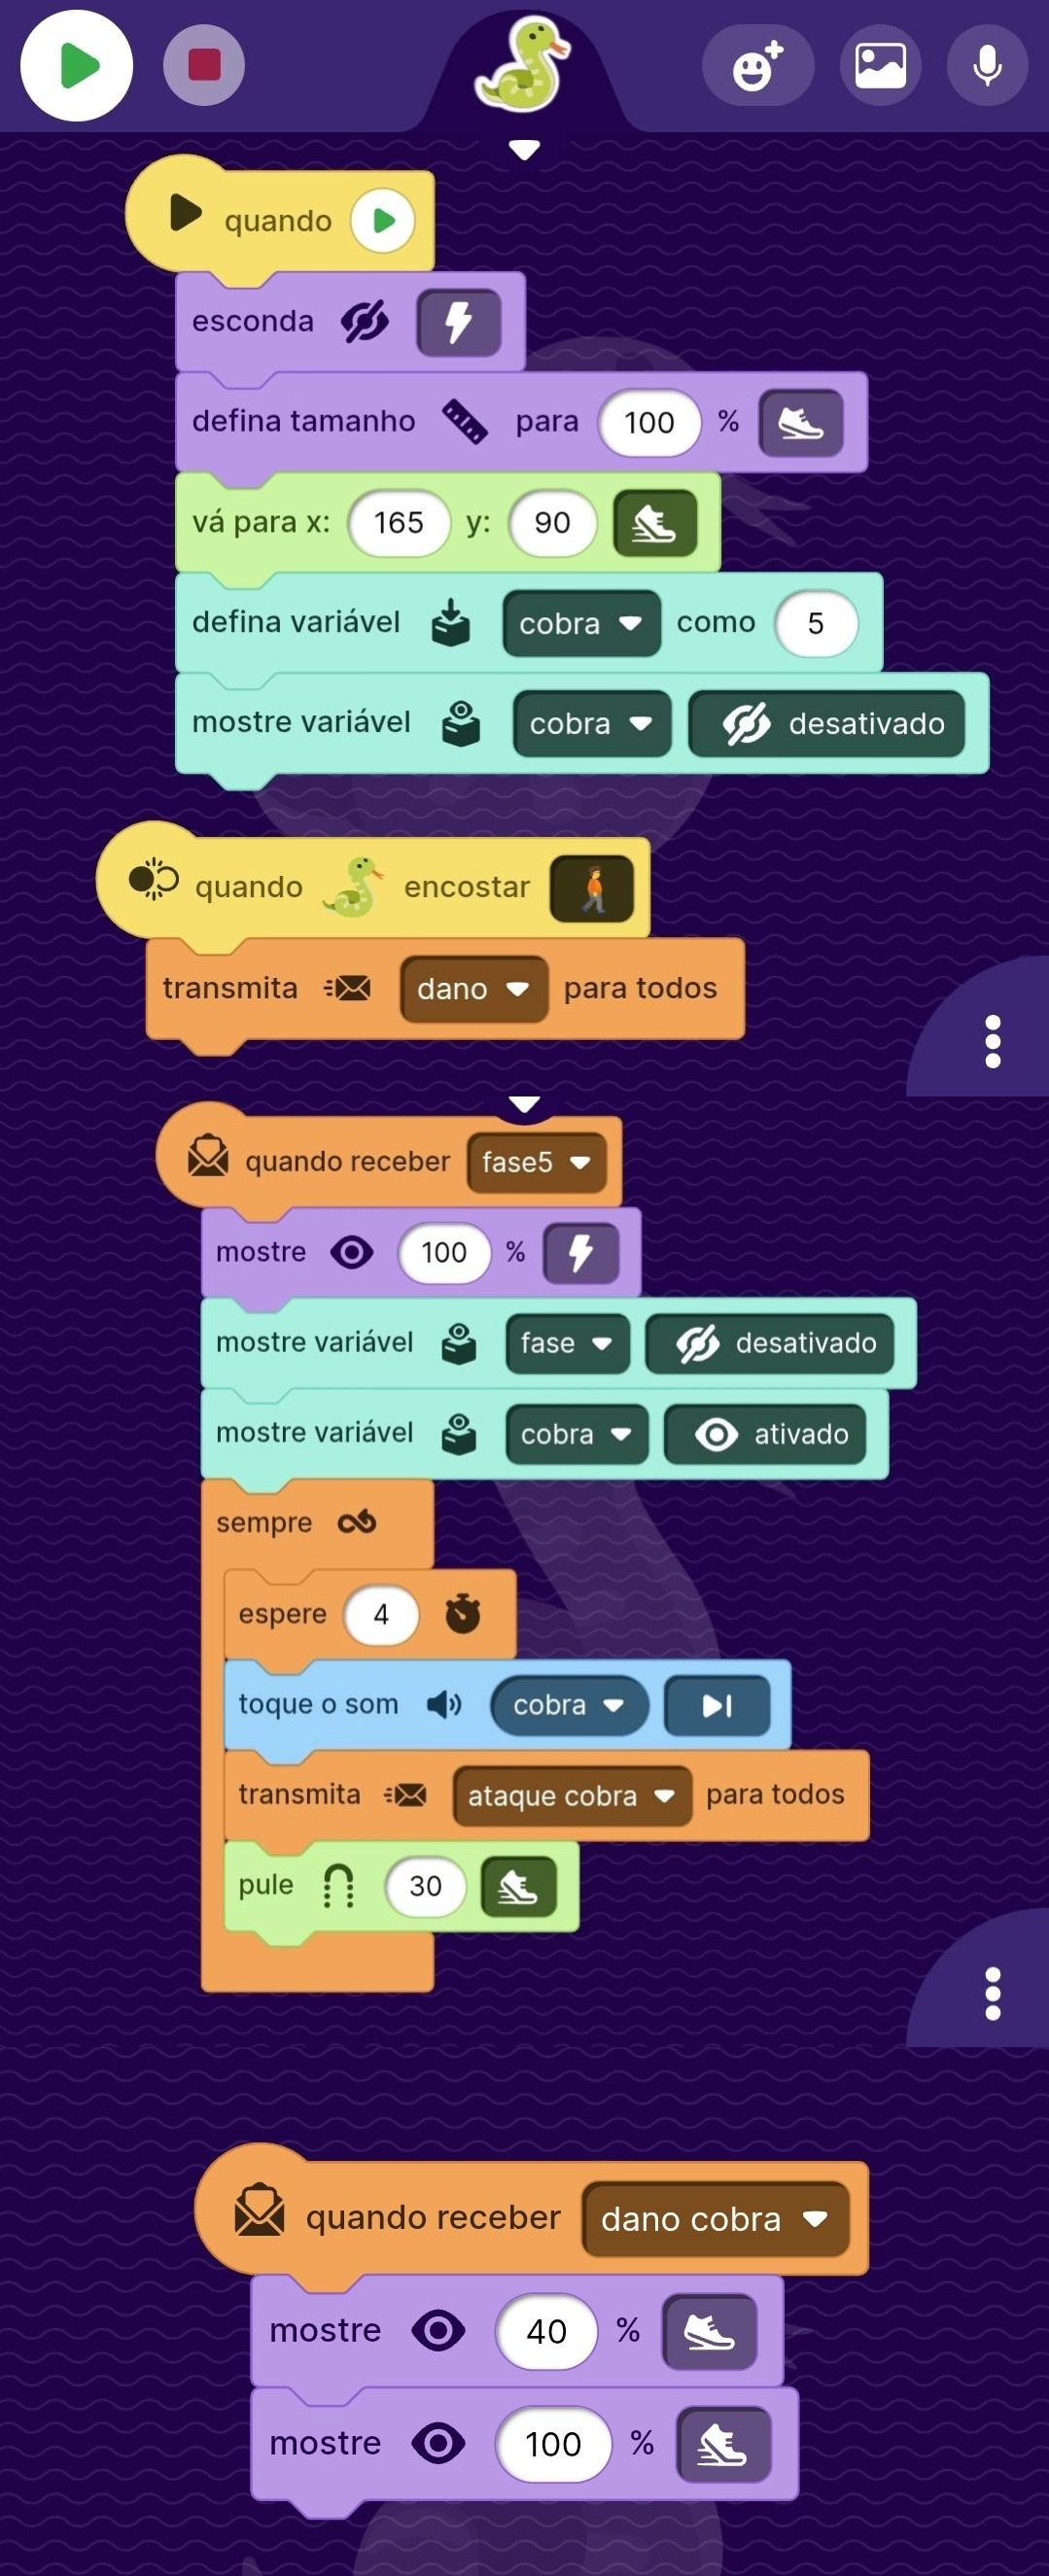 quando
esconda
defina tamanho para 100 %
vá para x: 165 y: 90
defina variável cobra como 5
mostre variável cobra desativado
quando encostar
transmita dano para todos
quando receber fase5
mostre 100 %
mostre variável fase desativado
mostre variável cobra ativado
sempre
espere 4
toque o som cobra
transmita ataque cobra para todos
pule 30
quando receber dano cobra
mostre 40 %
mostre 100 %